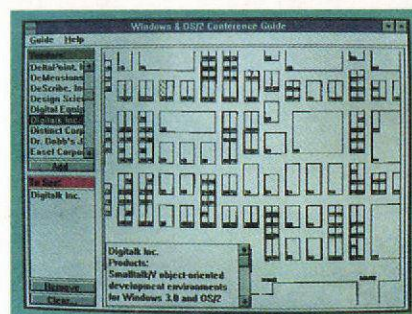 Windows & OS/2 Conference Guide
Guide Help
DeltaPoint, I
DeMensions
DeScribe, In
Design Scien
Digital Equip
Digitalk Inc.
Distinct Corp
Dr. Dobb's J
Easel Corpor
Add
To See:
Digitalk Inc.
Remove
Clear...
Digitalk Inc.
Products:
Smalltalk/V object-oriented
development environments
for Windows 3.0 and OS/2